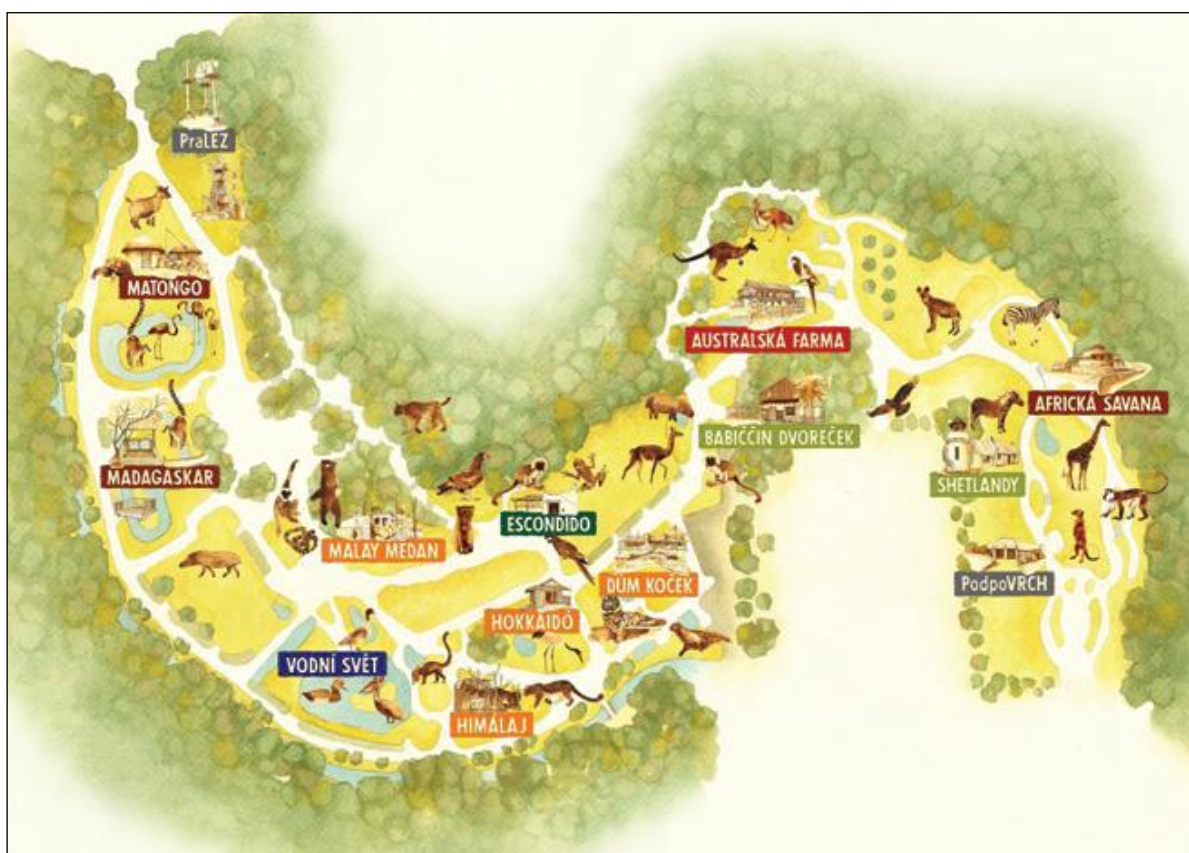 PraLEZ
MATONGO
MADAGASKAR
MALAY MEDAN
VODNÍ SVĚT
HIMÁLAJ
HOKKAIDÓ
ESCONDIDO
DŮM KOČEK
AUSTRALSKÁ FARMA
BABIČČIN DVOREČEK
AFRICKÁ SAVANA
SHETLANDY
PodpoVRCH